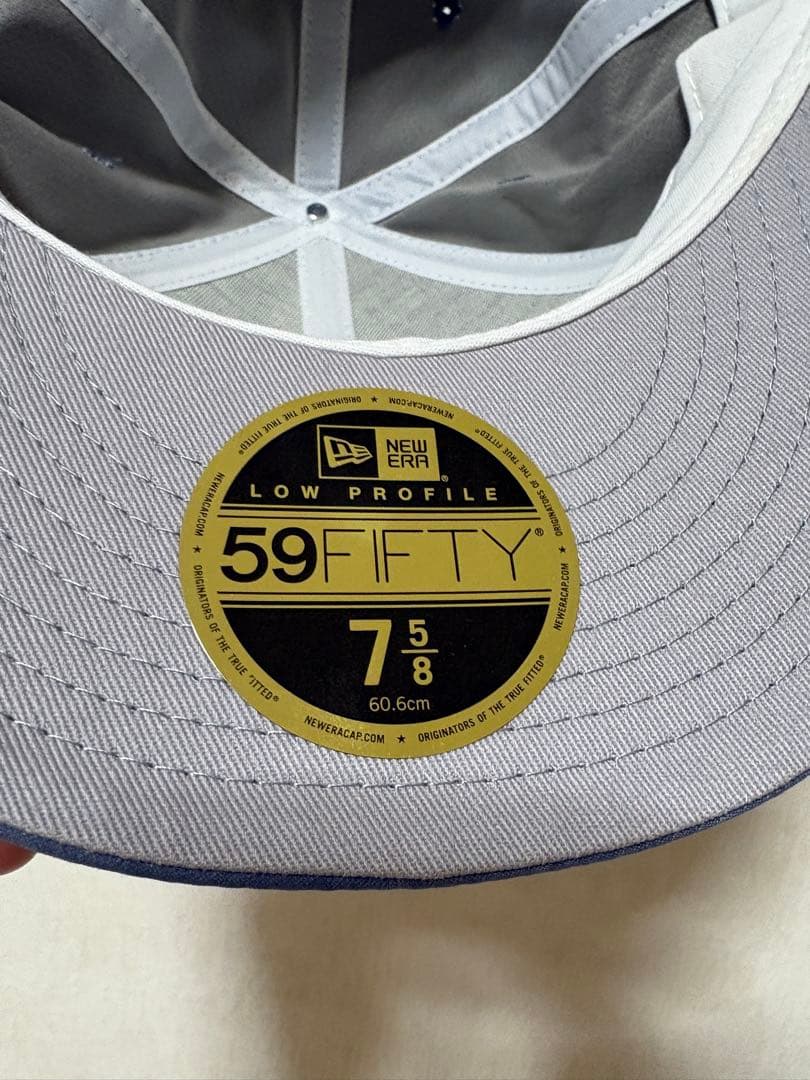 NEW
ERA®
LOW PROFILE
59FIFTY®
7 5/8
60.6cm
NEWERACAP.COM ★ ORIGINATORS OF THE TRUE FITTED®
NEWERACAP.COM ★ ORIGINATORS OF THE TRUE FITTED®
NEWERACAP.COM ★ ORIGINATORS OF THE TRUE FITTED®
NEWERACAP.COM ★ ORIGINATORS OF THE TRUE FITTED®